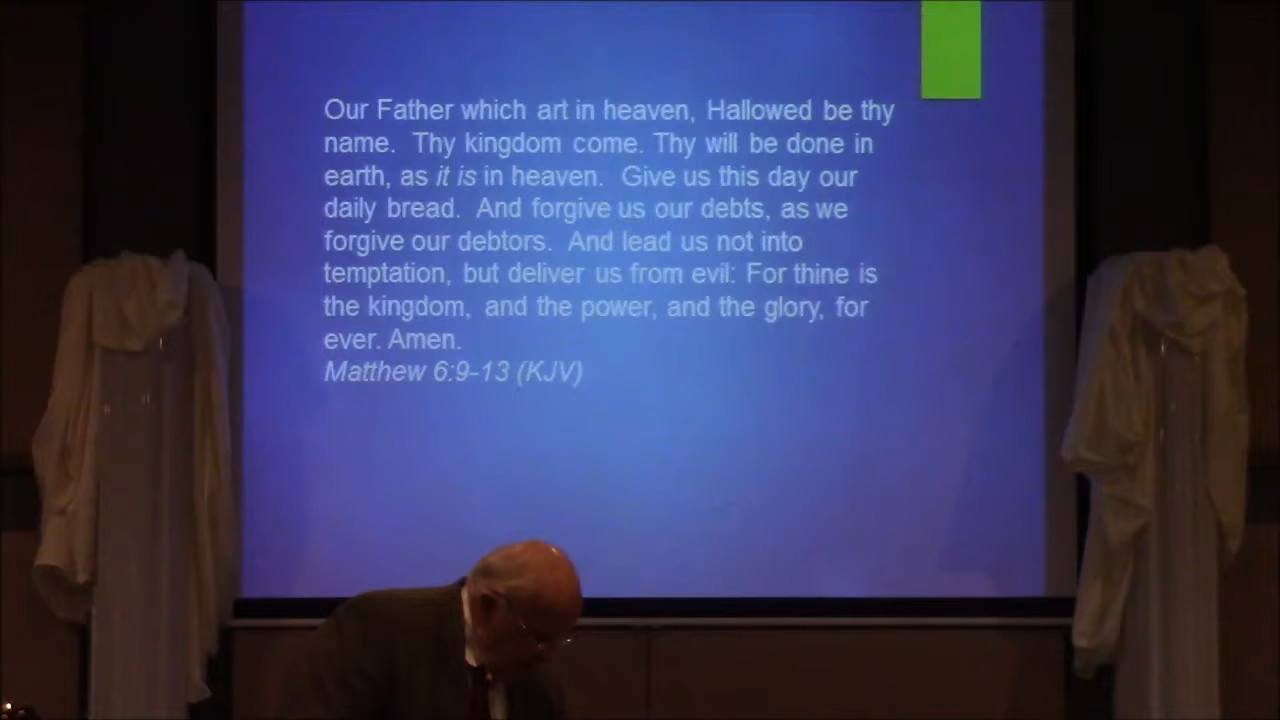 Our Father which art in heaven, Hallowed be thy
name. Thy kingdom come. Thy will be done in
earth, as it is in heaven. Give us this day our
daily bread. And forgive us our debts, as we
forgive our debtors. And lead us not into
temptation, but deliver us from evil: For thine is
the kingdom, and the power, and the glory, for
ever. Amen.
Matthew 6:9-13 (KJV)